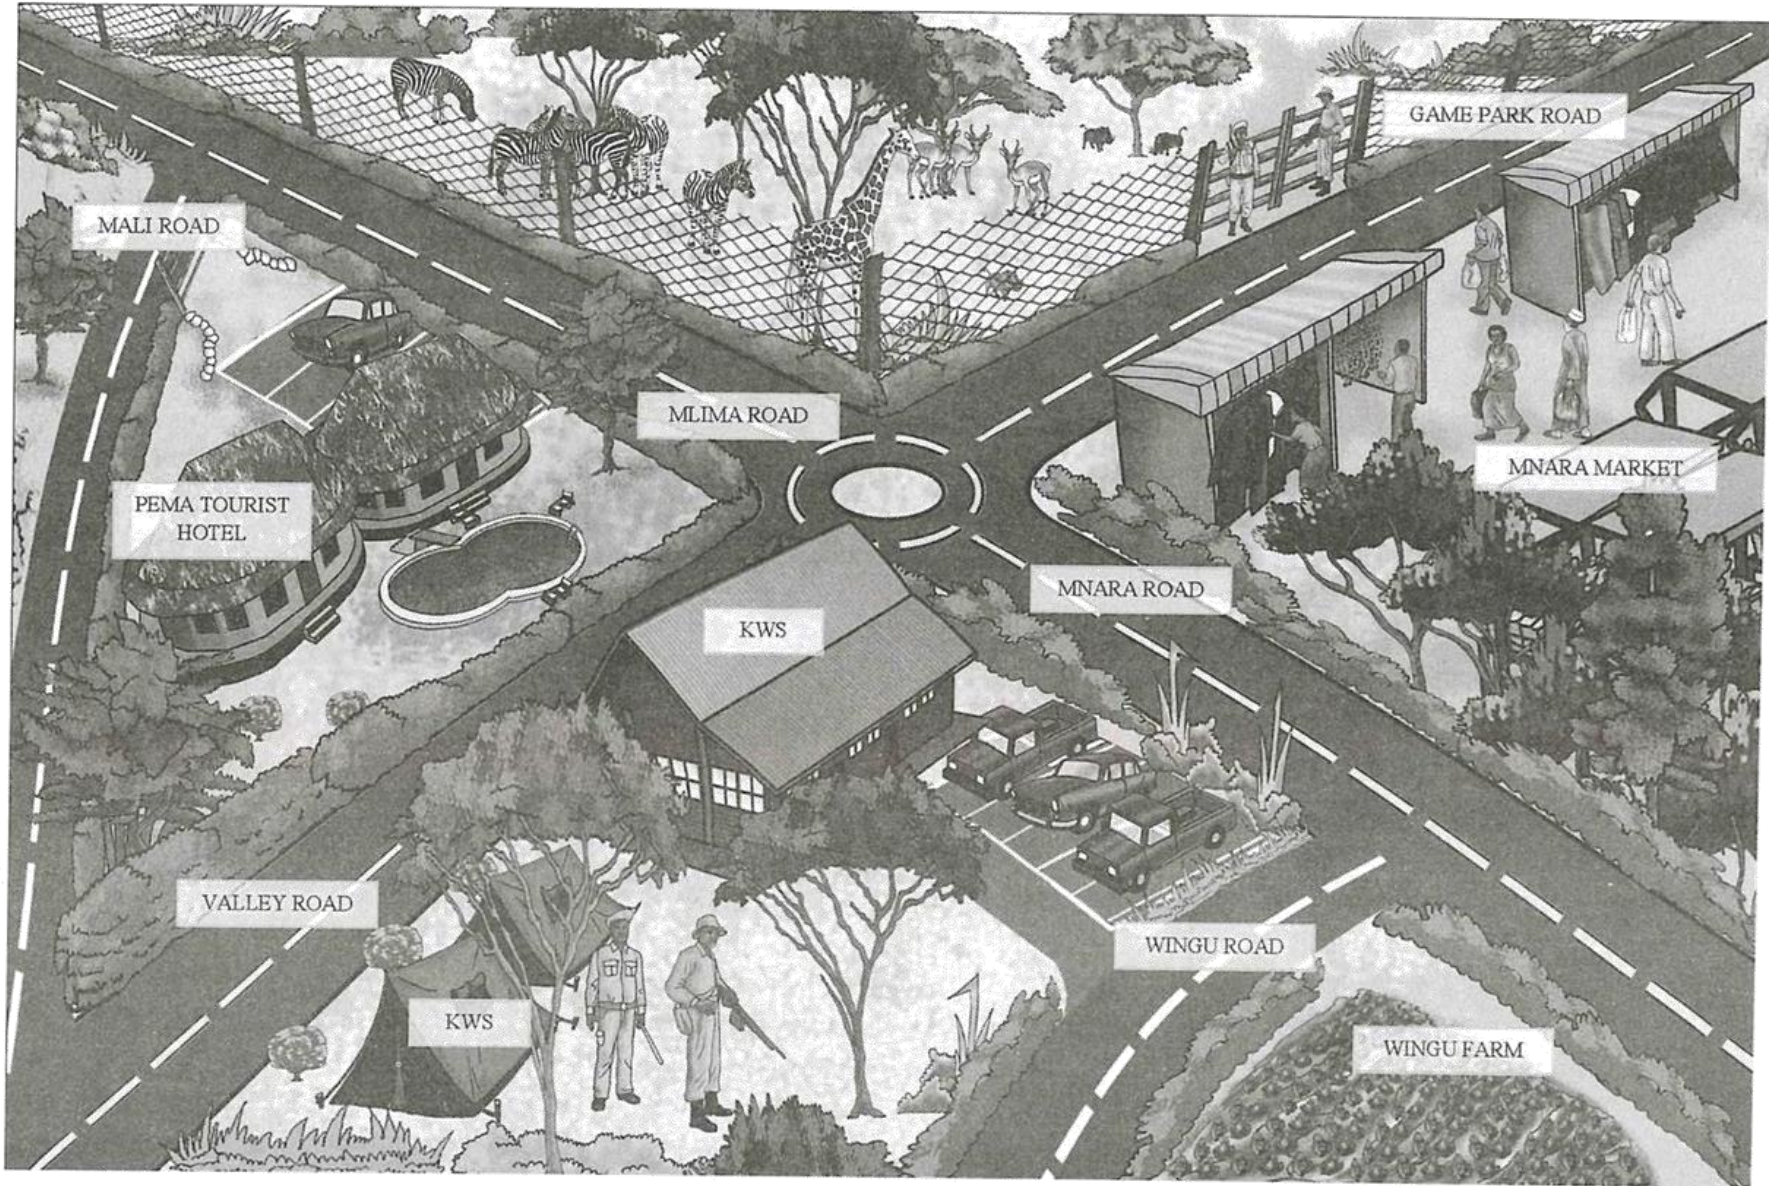 GAME PARK ROAD
MALI ROAD
MLIMA ROAD
MNARA MARKET
PEMA TOURIST
HOTEL
MNARA ROAD
KWS
VALLEY ROAD
WINGU ROAD
KWS
WINGU FARM